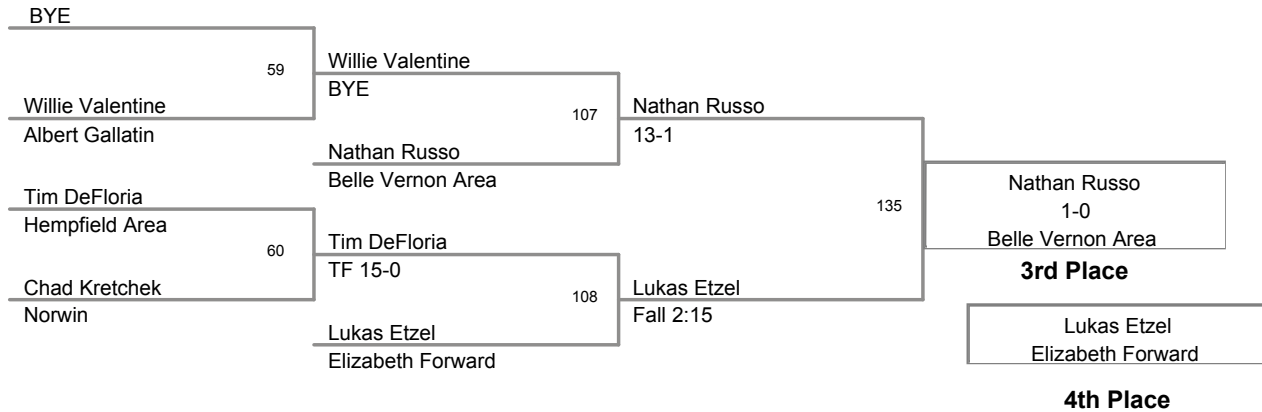 BYE
59
Willie Valentine
Albert Gallatin
Willie Valentine
BYE
107
Nathan Russo
Belle Vernon Area
Nathan Russo
13-1
Tim DeFloria
Hempfield Area
60
Chad Kretchek
Norwin
Tim DeFloria
TF 15-0
108
Lukas Etzel
Elizabeth Forward
Lukas Etzel
Fall 2:15
135
Nathan Russo
1-0
Belle Vernon Area
3rd Place
Lukas Etzel
Elizabeth Forward
4th Place